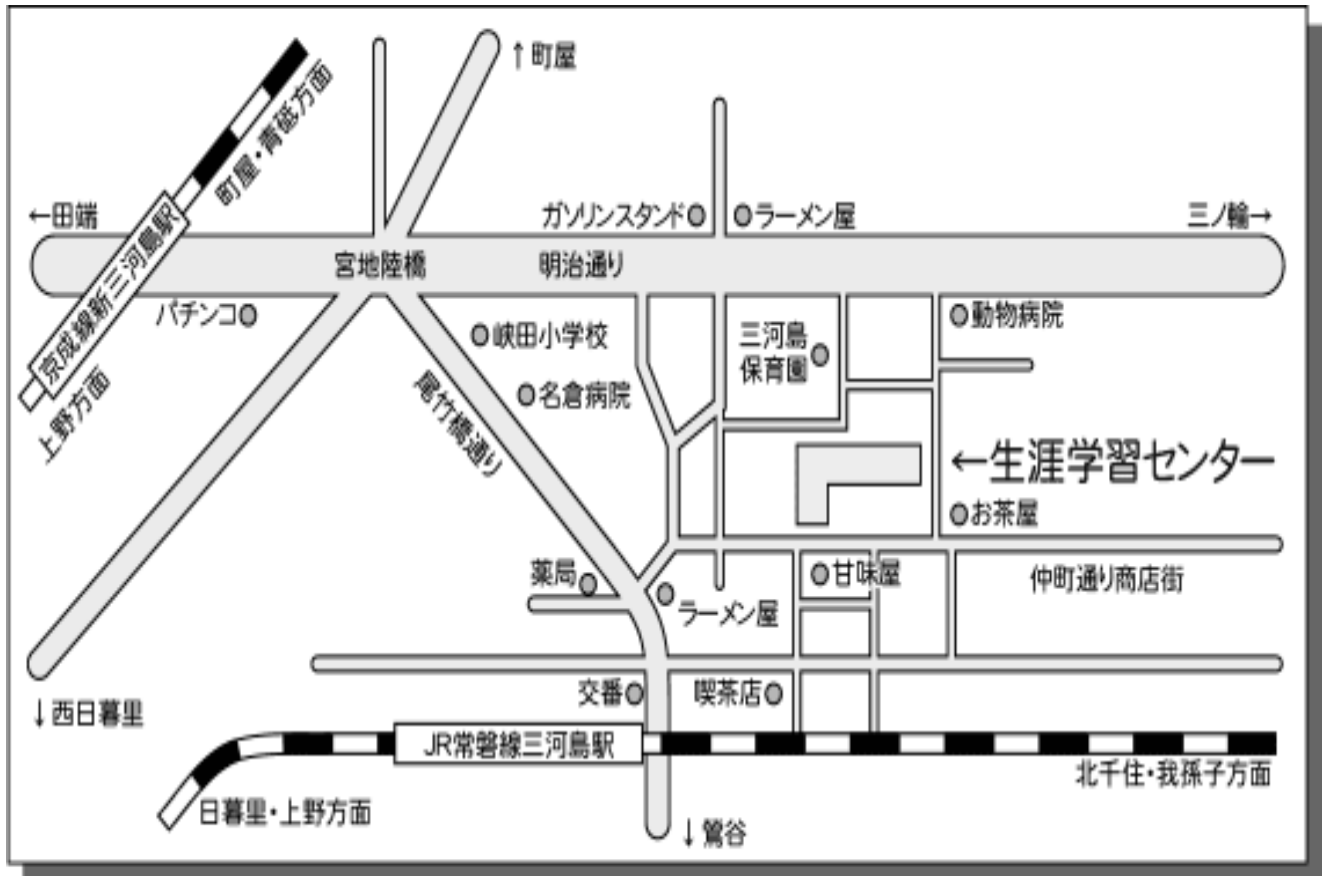 ↑町屋
町屋・青砥方面
←田端
京成線新三河島駅
上野方面
ガソリンスタンド
ラーメン屋
三ノ輪→
宮地陸橋
明治通り
パチンコ
峡田小学校
三河島
保育園
動物病院
名倉病院
尾竹橋通り
←生涯学習センター
お茶屋
薬局
ラーメン屋
甘味屋
仲町通り商店街
交番
喫茶店
↓西日暮里
JR常磐線三河島駅
北千住・我孫子方面
日暮里・上野方面
↓鶯谷